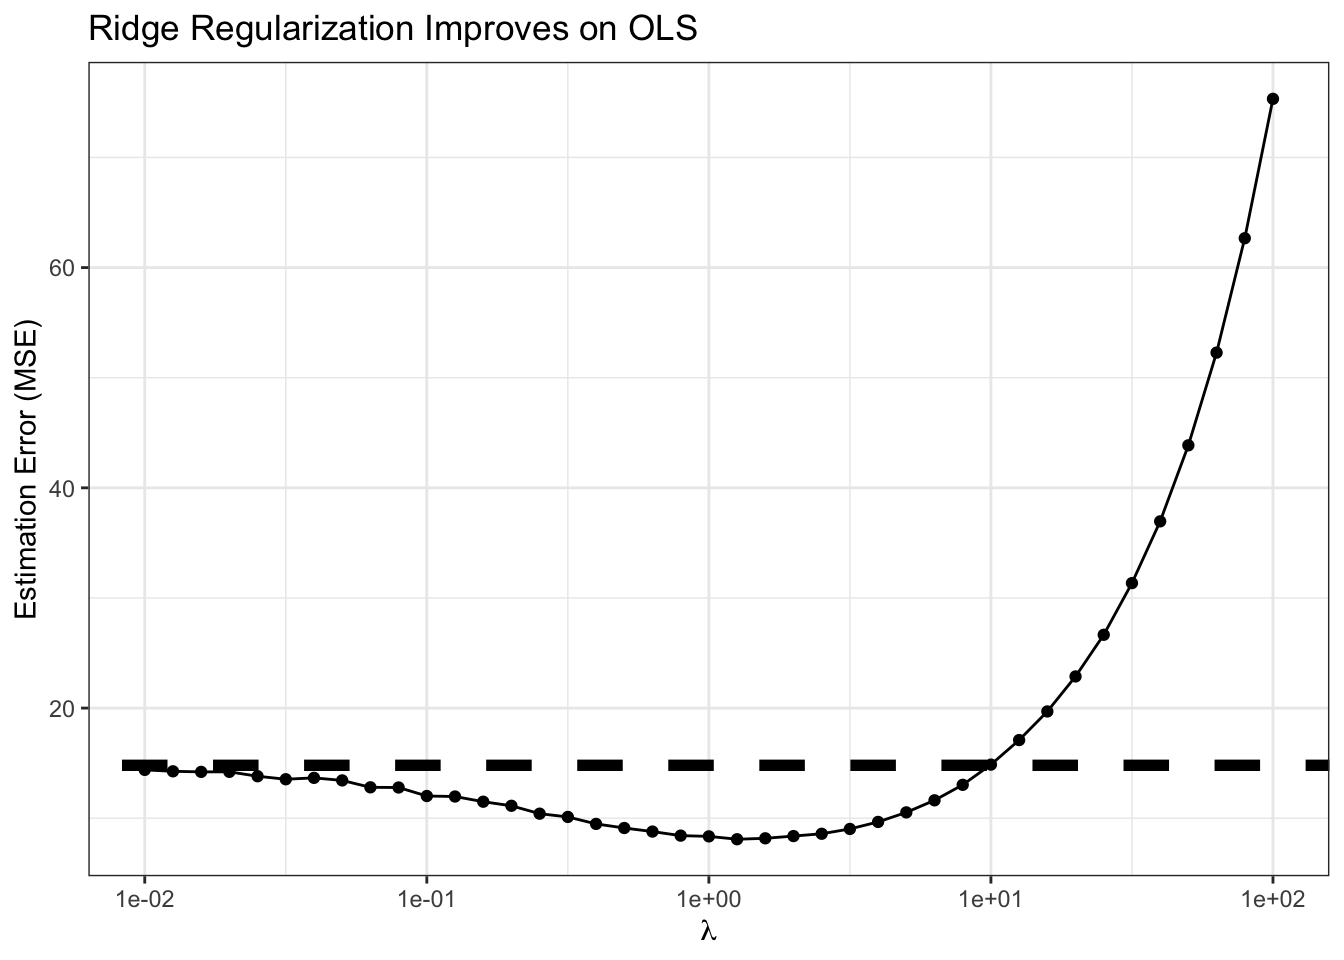 Ridge Regularization Improves on OLS
Estimation Error (MSE)
60
40
20
1e-02 1e-01 1e+00 1e+01 1e+02
λ